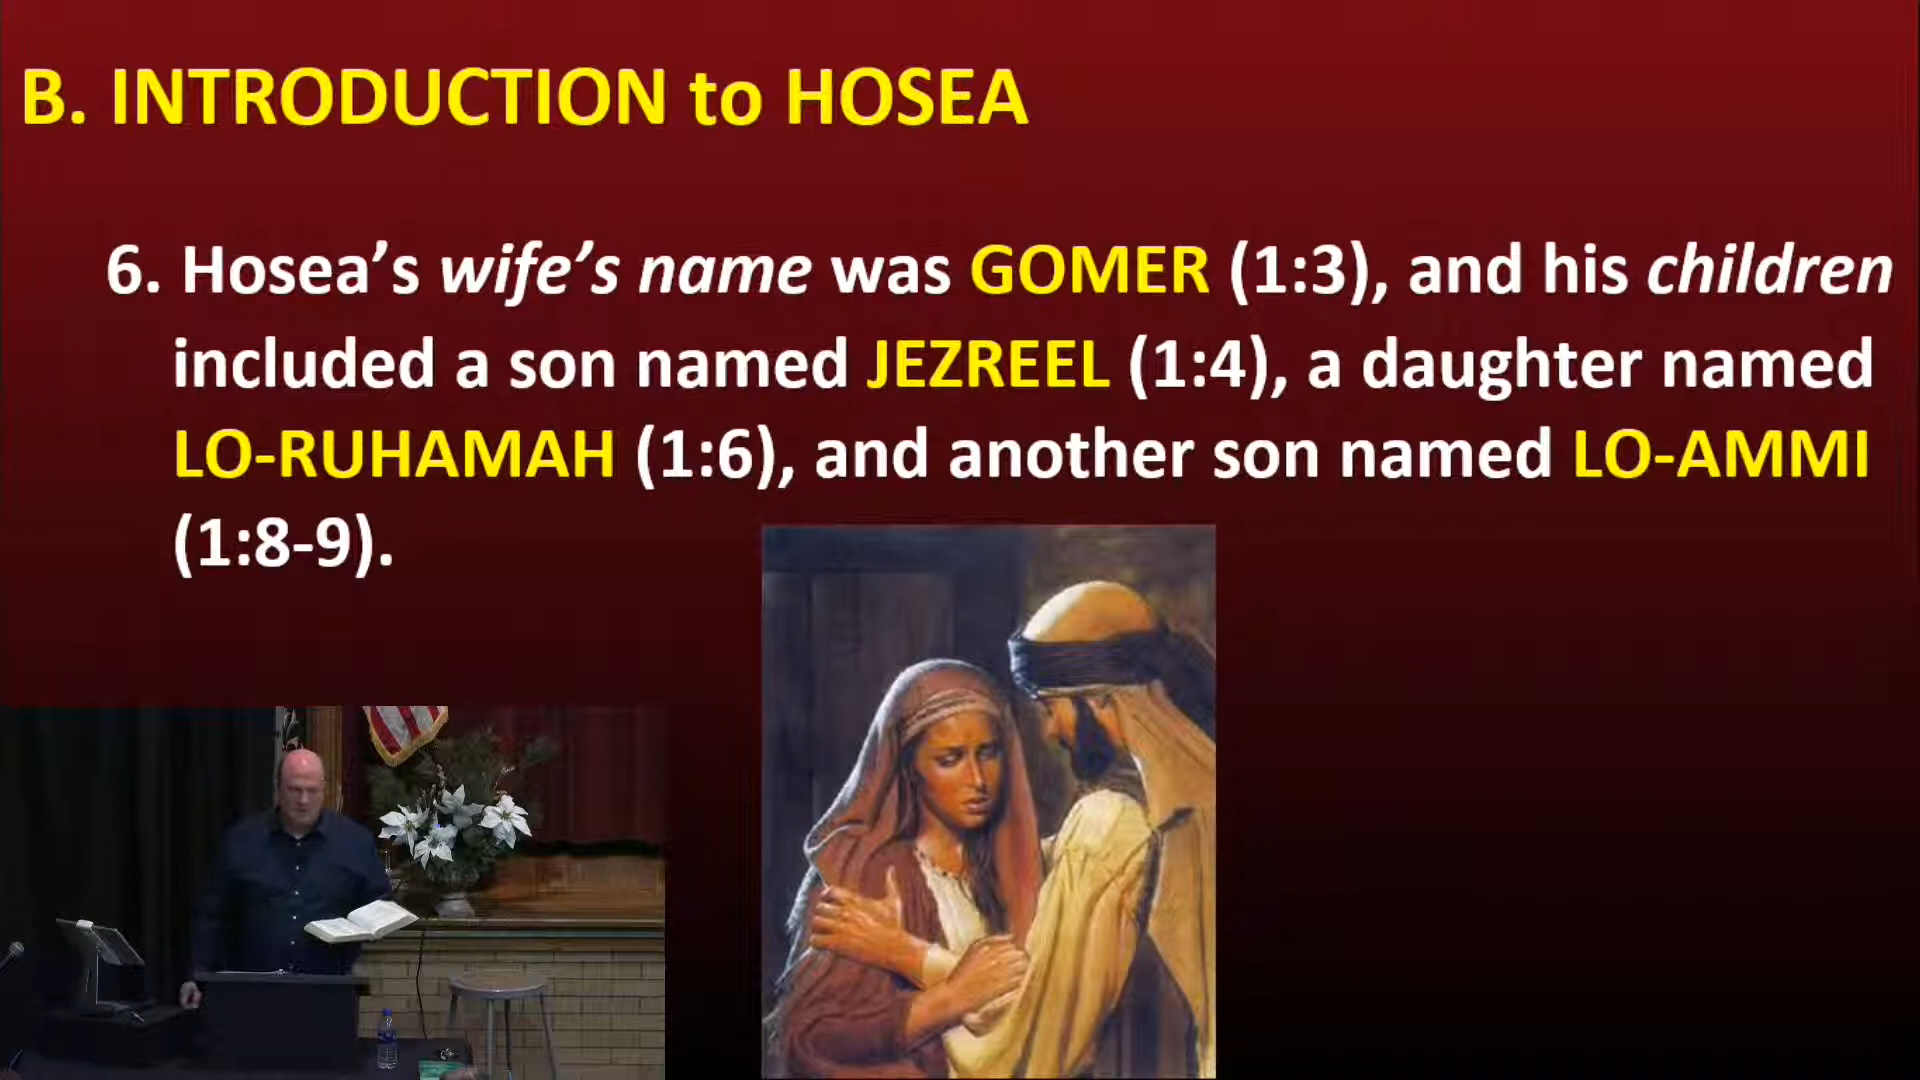 B. INTRODUCTION to HOSEA
6. Hosea’s wife’s name was GOMER (1:3), and his children
included a son named JEZREEL (1:4), a daughter named
LO-RUHAMAH (1:6), and another son named LO-AMMI
(1:8-9).